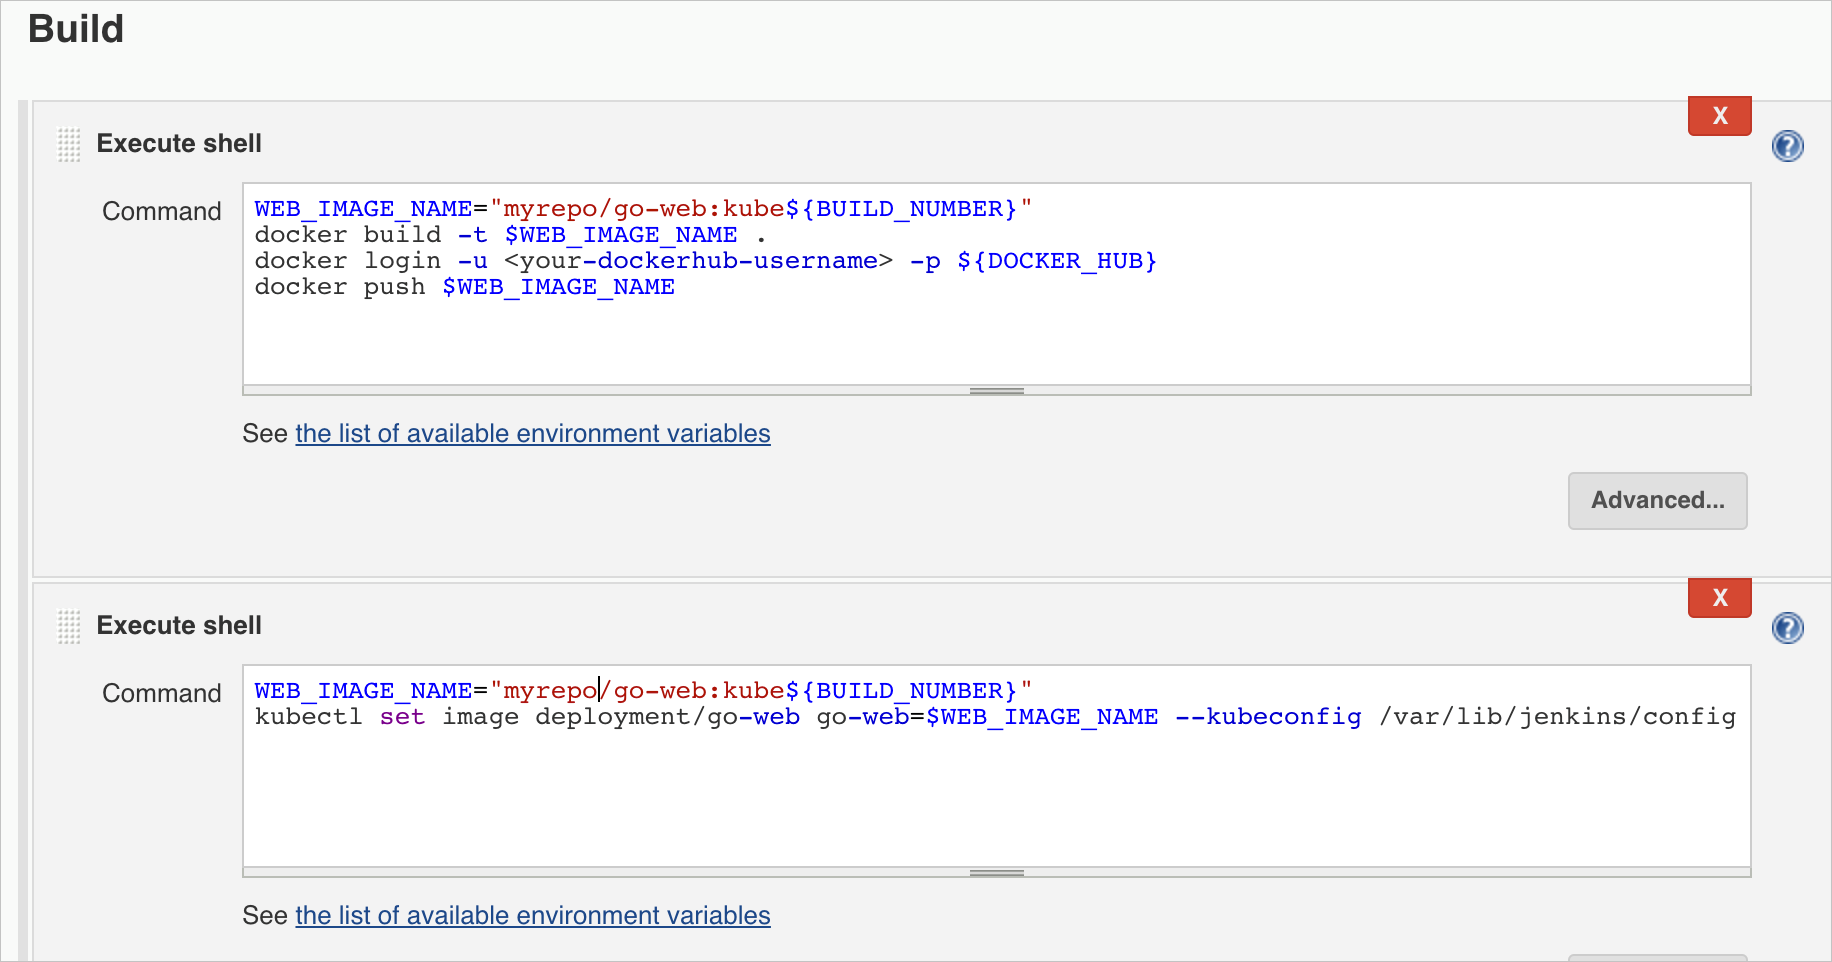 Build
X
Execute shell
Command
WEB_IMAGE_NAME="myrepo/go-web:kube${BUILD_NUMBER}"
docker build -t $WEB_IMAGE_NAME .
docker login -u <your-dockerhub-username> -p ${DOCKER_HUB}
docker push $WEB_IMAGE_NAME
See the list of available environment variables
Advanced...
X
Execute shell
Command
WEB_IMAGE_NAME="myrepo/go-web:kube${BUILD_NUMBER}"
kubectl set image deployment/go-web go-web=$WEB_IMAGE_NAME --kubeconfig /var/lib/jenkins/config
See the list of available environment variables